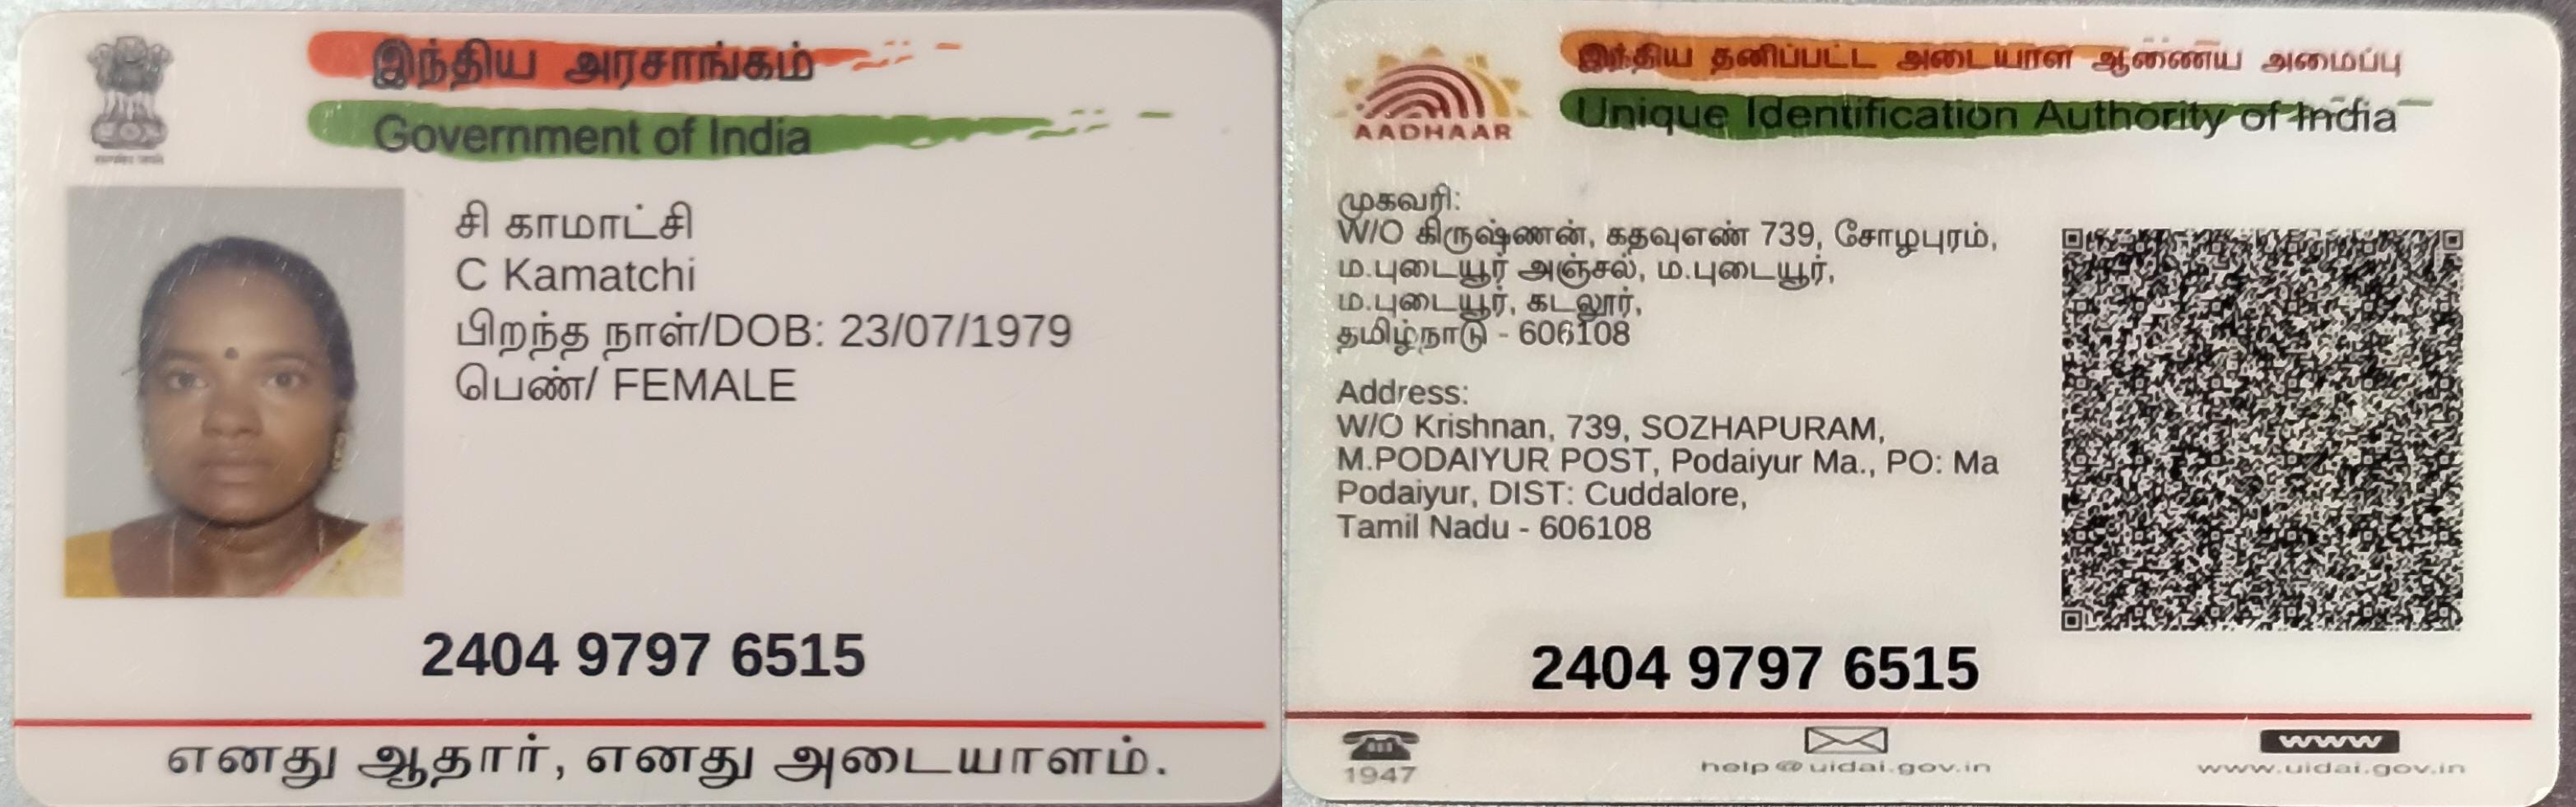 இந்திய அரசாங்கம்
Government of India
சி காமாட்சி
C Kamatchi
பிறந்த நாள்/DOB: 23/07/1979
பெண்/ FEMALE
2404 9797 6515
எனது ஆதார், எனது அடையாளம்.
இந்திய தனிப்பட்ட அடையாள ஆணைய அமைப்பு
Unique Identification Authority of India
AADHAAR
முகவரி:
W/O கிருஷ்ணன், கதவுஎண் 739, சோழபுரம்,
ம.புடையூர் அஞ்சல், ம.புடையூர்,
ம.புடையூர், கடலூர்,
தமிழ்நாடு - 606108
Address:
W/O Krishnan, 739, SOZHAPURAM,
M.PODAIYUR POST, Podaiyur Ma., PO: Ma
Podaiyur, DIST: Cuddalore,
Tamil Nadu - 606108
2404 9797 6515
1947
help@uidai.gov.in
www
www.uidai.gov.in